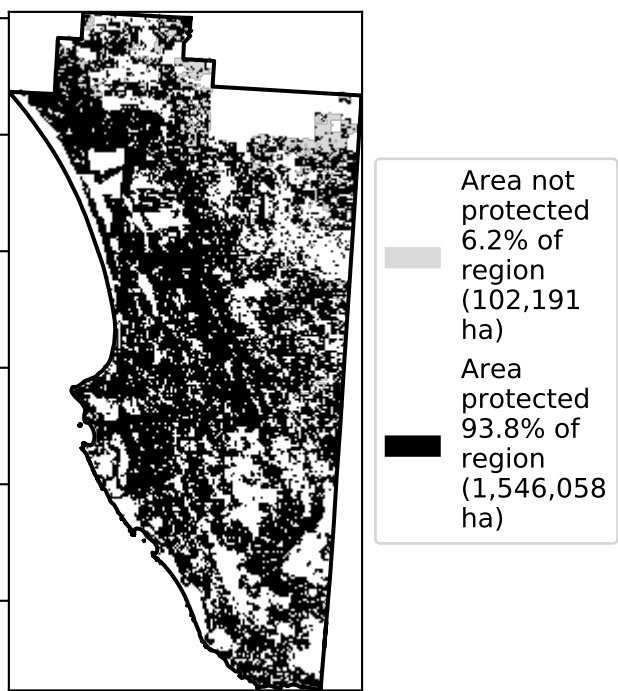 Area not
protected
6.2% of
region
(102,191
ha)
Area
protected
93.8% of
region
(1,546,058
ha)